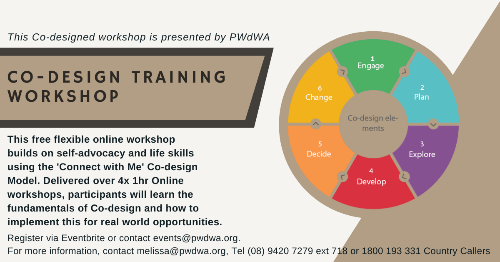 This Co-designed workshop is presented by PWdWA
CO-DESIGN TRAINING
WORKSHOP
This free flexible online workshop
builds on self-advocacy and life skills
using the 'Connect with Me' Co-design
Model. Delivered over 4x 1hr Online
workshops, participants will learn the
fundamentals of Co-design and how to
implement this for real world opportunities.
Register via Eventbrite or contact events@pwdwa.org.
For more information, contact melissa@pwdwa.org, Tel (08) 9420 7279 ext 718 or 1800 193 331 Country Callers
1
Engage
2
Plan
3
Explore
4
Develop
5
Decide
6
Change
Co-design ele-
ments